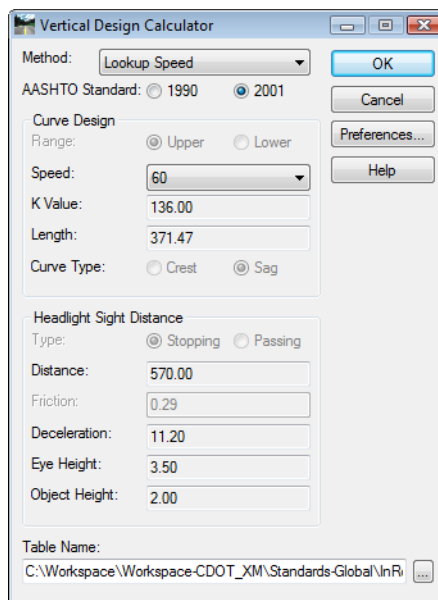 Vertical Design Calculator
Method: Lookup Speed
OK
AASHTO Standard: 1990 2001
Cancel
Curve Design
Preferences...
Range: Upper Lower
Help
Speed: 60
K Value: 136.00
Length: 371.47
Curve Type: Crest Sag
Headlight Sight Distance
Type: Stopping Passing
Distance: 570.00
Friction: 0.29
Deceleration: 11.20
Eye Height: 3.50
Object Height: 2.00
Table Name:
C:\Workspace\Workspace-CDOT_XM\Standards-Global\InR
...